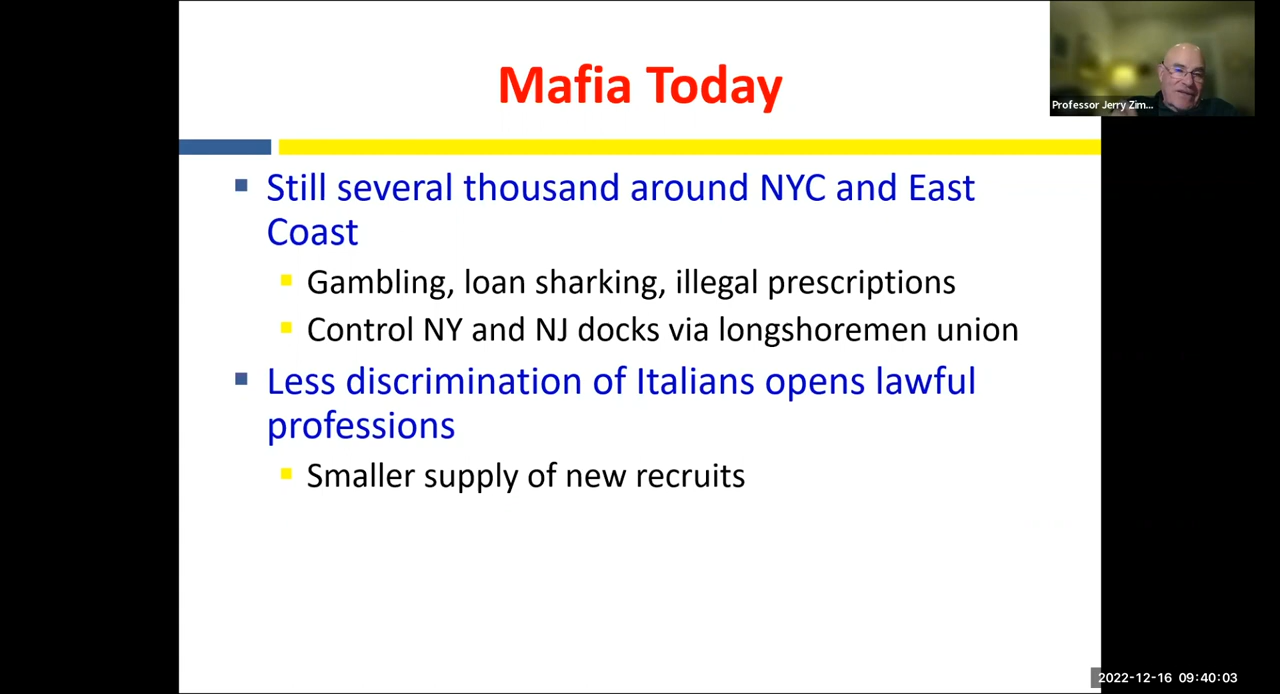 Mafia Today
Professor Jerry Zim...
Still several thousand around NYC and East
Coast
Gambling, loan sharking, illegal prescriptions
Control NY and NJ docks via longshoremen union
Less discrimination of Italians opens lawful
professions
Smaller supply of new recruits
2022-12-16 09:40:03